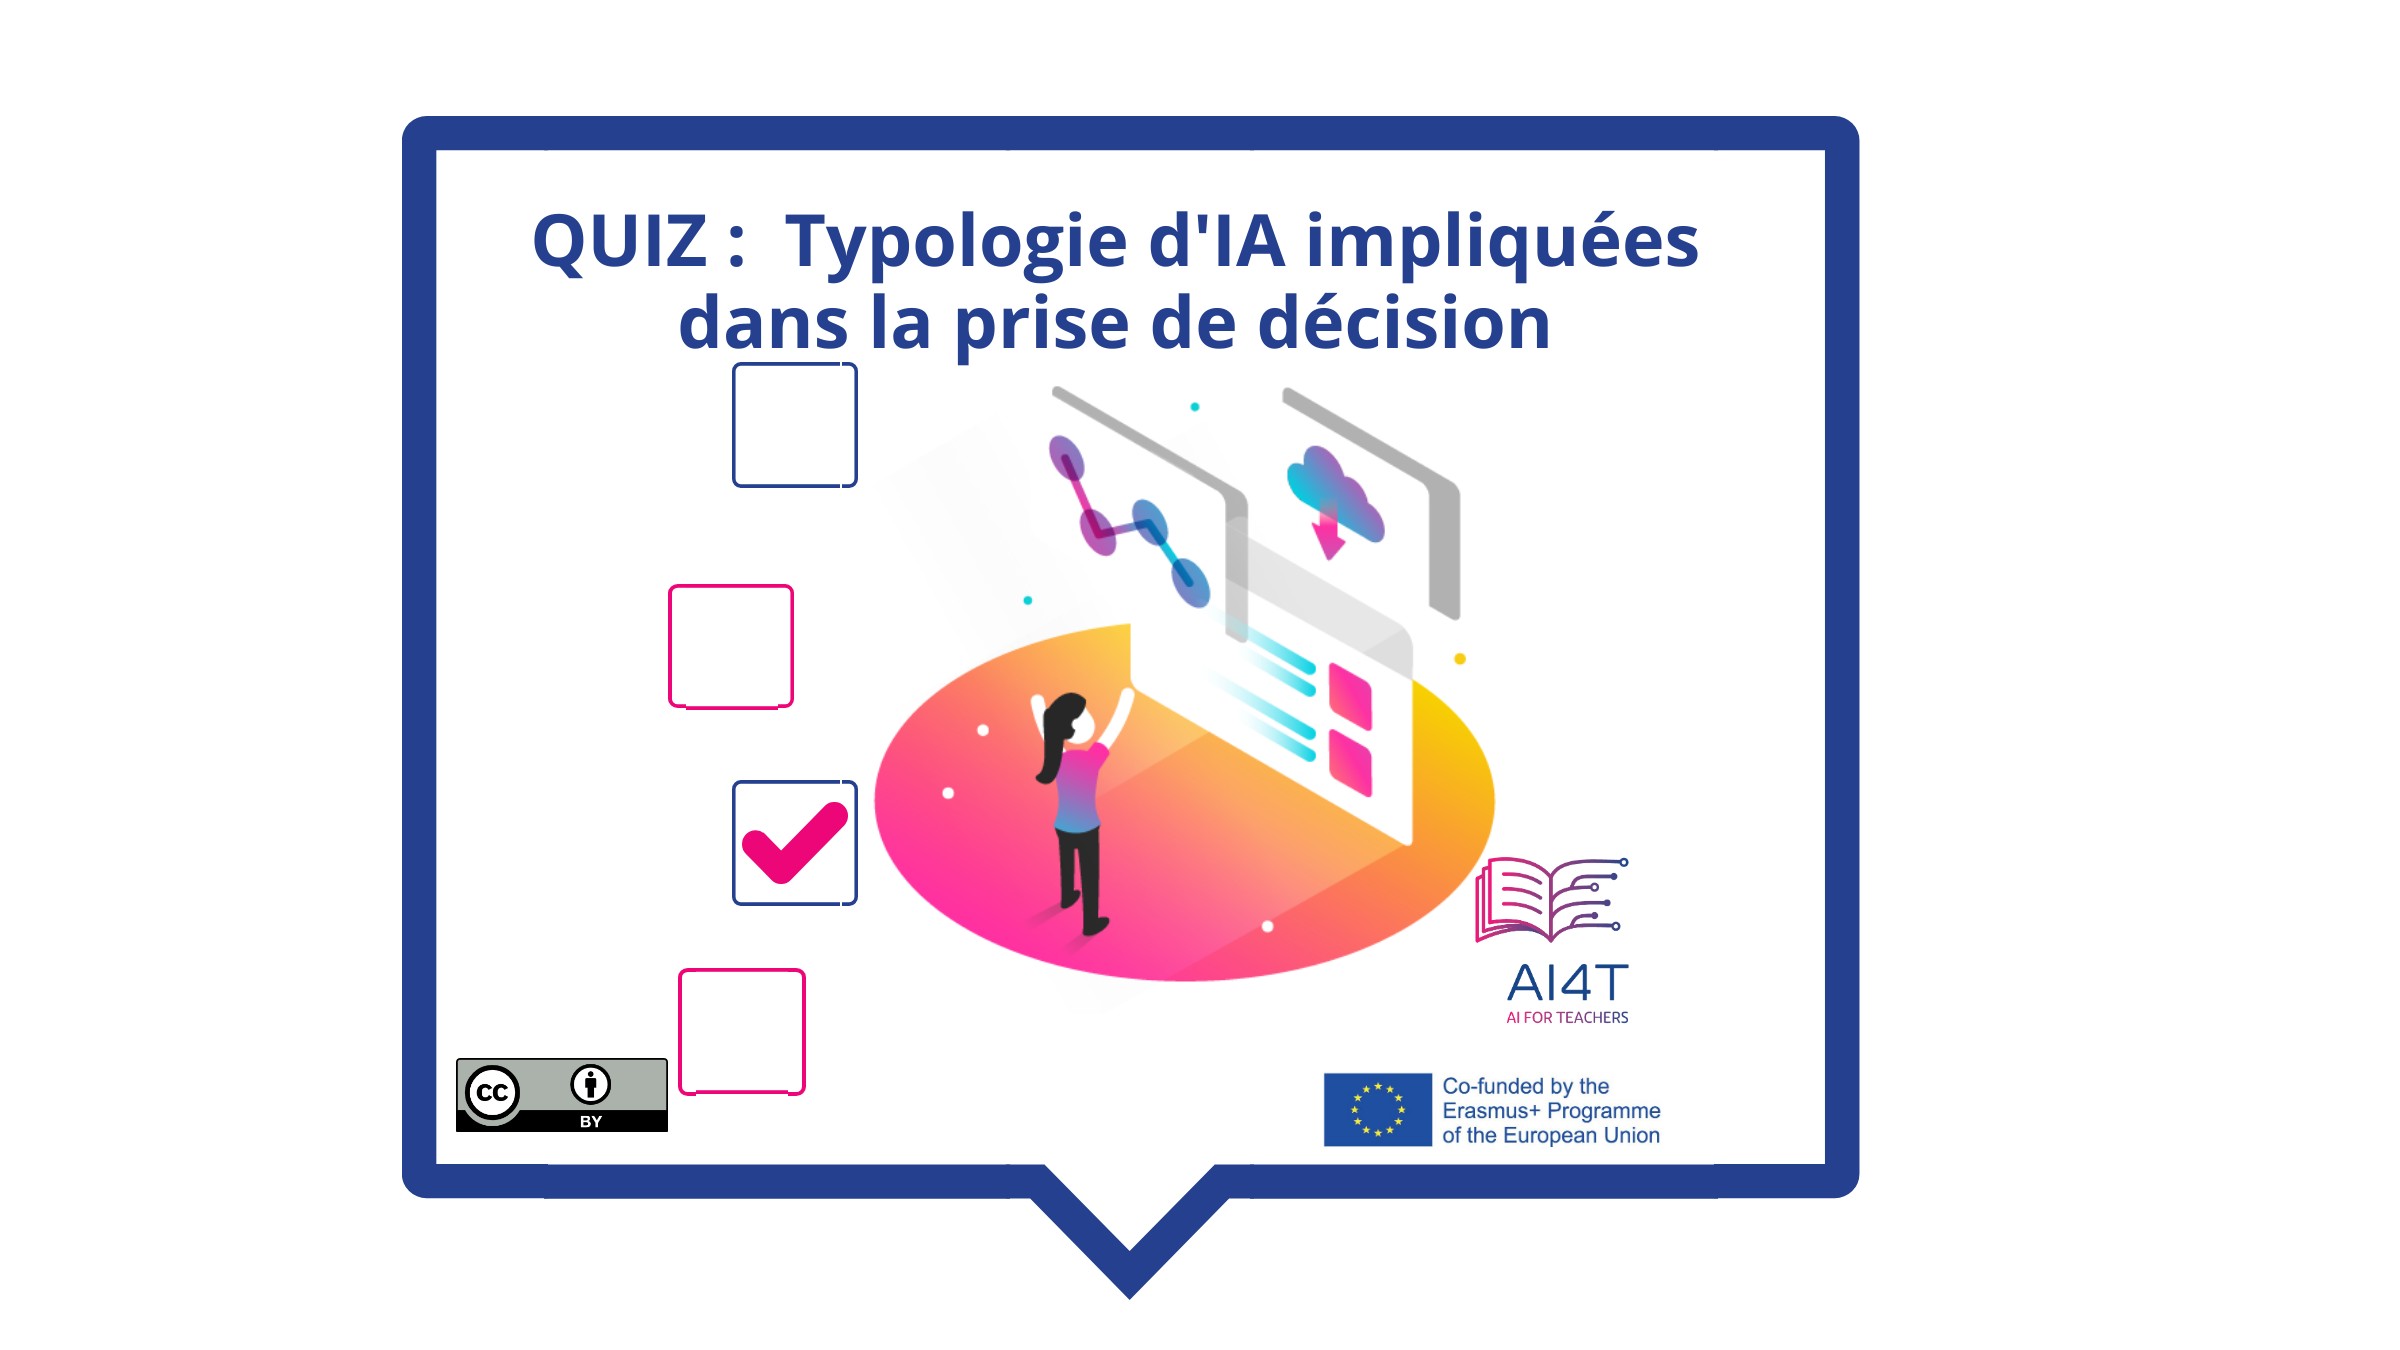 QUIZ :  Typologie d'IA impliquées
dans la prise de décision
AI4T
AI FOR TEACHERS
CC
BY
Co-funded by the
Erasmus+ Programme
of the European Union